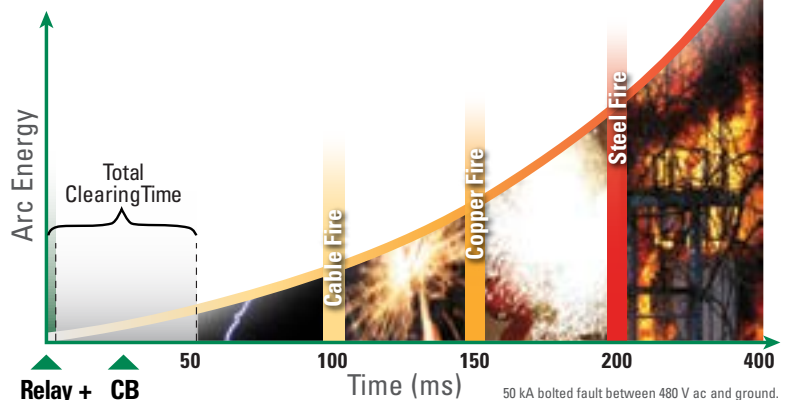 Arc Energy
Total
ClearingTime
Cable Fire
Copper Fire
Steel Fire
50 100 150 200 400
Relay + CB
Time (ms)
50 kA bolted fault between 480 V ac and ground.